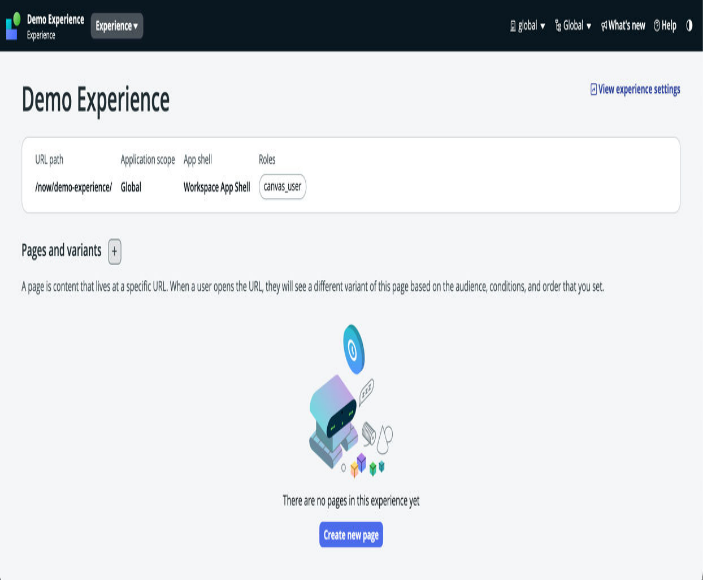 Demo Experience
Experience
Experience ▾
global ▾
Global ▾
What's new
Help
Demo Experience
View experience settings
URL path Application scope App shell Roles
/now/demo-experience/ Global Workspace App Shell canvas_user
Pages and variants +
A page is content that lives at a specific URL. When a user opens the URL, they will see a different variant of this page based on the audience, conditions, and order that you set.
There are no pages in this experience yet
Create new page